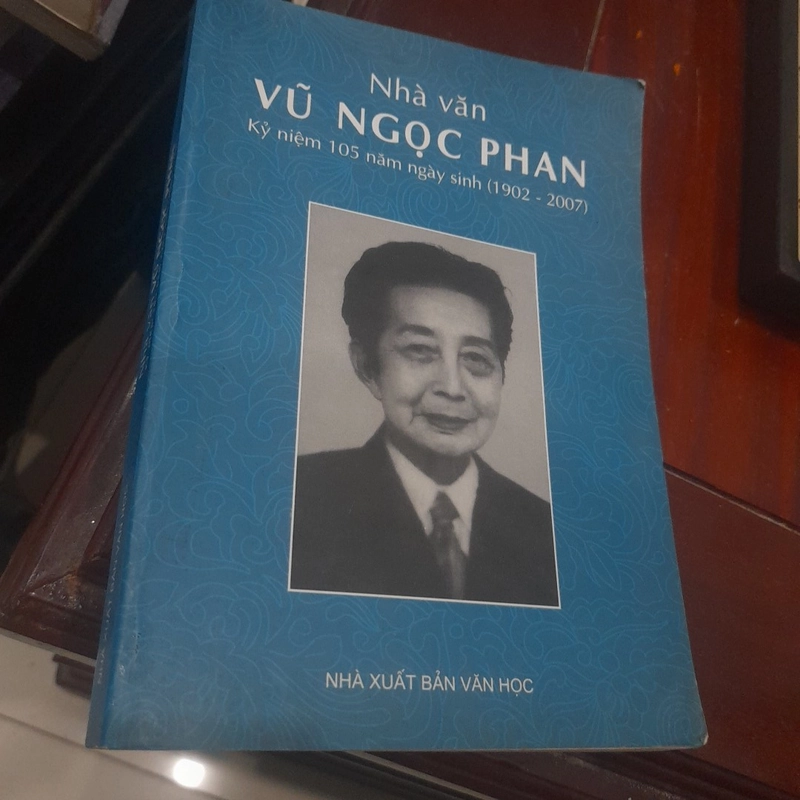 Nhà văn
VŨ NGỌC PHAN
Kỷ niệm 105 năm ngày sinh (1902 - 2007)
NHÀ XUẤT BẢN VĂN HỌC